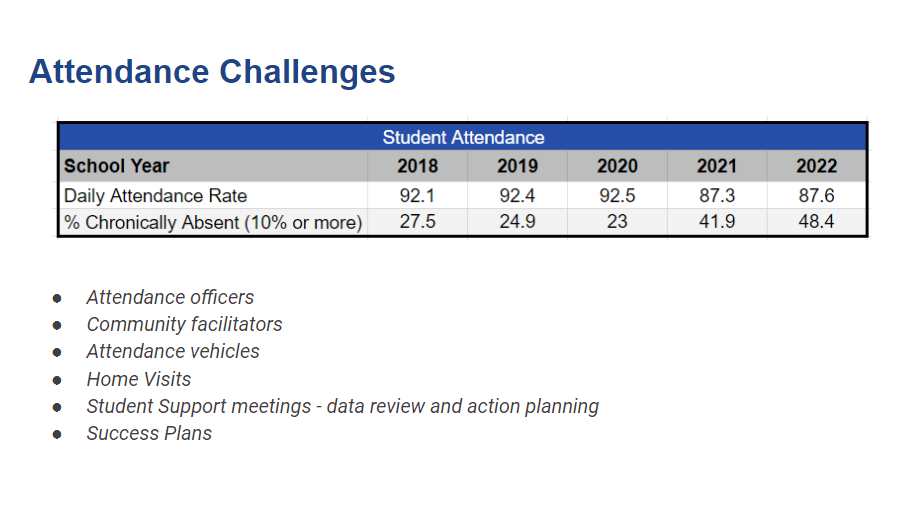 Attendance Challenges
Student Attendance
School Year 2018 2019 2020 2021 2022
Daily Attendance Rate 92.1 92.4 92.5 87.3 87.6
% Chronically Absent (10% or more) 27.5 24.9 23 41.9 48.4
● Attendance officers
● Community facilitators
● Attendance vehicles
● Home Visits
● Student Support meetings - data review and action planning
● Success Plans